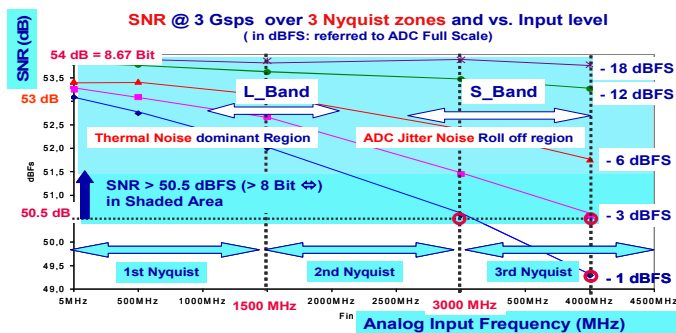 SNR @ 3 Gsps over 3 Nyquist zones and vs. Input level
( in dBFS: referred to ADC Full Scale)
SNR (dB)
54 dB = 8.67 Bit
53,5
53 dB
52,5
52,0
51,5
51,0
50.5 dB
50,0
49,5
49,0
dBFs
L_Band
S_Band
Thermal Noise dominant Region
ADC Jitter Noise Roll off region
SNR > 50.5 dBFS (> 8 Bit ⇔)
in Shaded Area
- 18 dBFS
- 12 dBFS
- 6 dBFS
- 3 dBFS
- 1 dBFS
1st Nyquist
2nd Nyquist
3rd Nyquist
5MHz
500MHz
1000MHz
1500 MHz
2000MHz
2500MHz
3000 MHz
3500MHz
4000MHz
4500MHz
Fin
Analog Input Frequency (MHz)